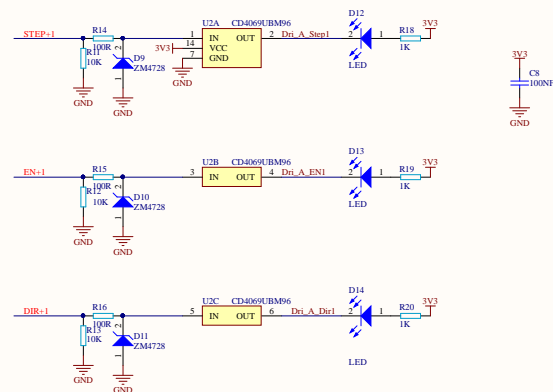 D12
U2A CD4069UBM96
STEP+1 R14 1 IN OUT 2 Dri_A_Step1 2 1 R18 3V3
100R 3V3 14 VCC 1K
R11 2 D9 7 GND
10K ZM4728 LED
1 GND
GND GND
3V3
C8
100NF
GND
D13
U2B CD4069UBM96
EN+1 R15 3 IN OUT 4 Dri_A_EN1 2 1 R19 3V3
100R 1K
R12 2 D10
10K ZM4728 LED
1
GND GND
D14
U2C CD4069UBM96
DIR+1 R16 5 IN OUT 6 Dri_A_Dir1 2 1 R20 3V3
100R 1K
R13 2 D11
10K ZM4728
1 LED
GND GND